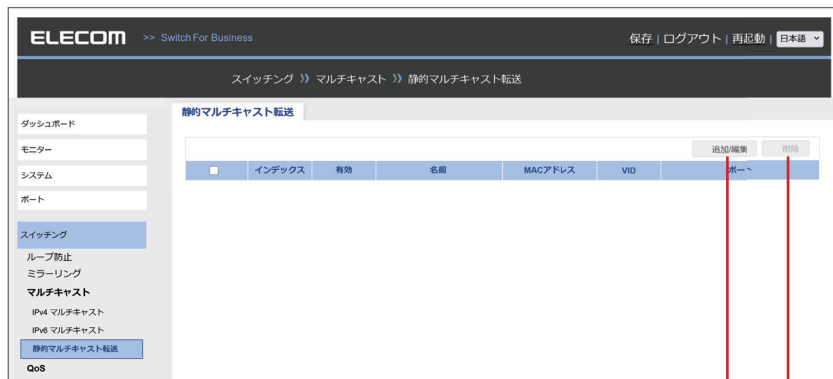 ELECOM >> Switch For Business 保存 | ログアウト | 再起動 | 日本語
スイッチング 》 マルチキャスト 》 静的マルチキャスト転送
静的マルチキャスト転送
ダッシュボード
モニター
システム
ポート
スイッチング
ループ防止
ミラーリング
マルチキャスト
IPv4 マルチキャスト
IPv6 マルチキャスト
静的マルチキャスト転送
QoS
追加/編集 削除
インデックス 有効 名前 MACアドレス VID ポート